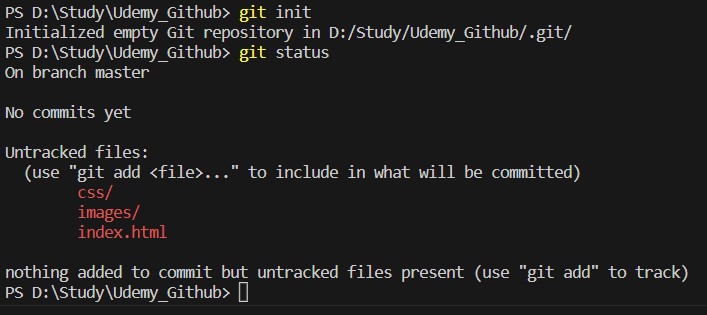 PS D:\Study\Udemy_Github> git init
Initialized empty Git repository in D:/Study/Udemy_Github/.git/
PS D:\Study\Udemy_Github> git status
On branch master
No commits yet
Untracked files:
(use "git add <file>..." to include in what will be committed)
css/
images/
index.html
nothing added to commit but untracked files present (use "git add" to track)
PS D:\Study\Udemy_Github>